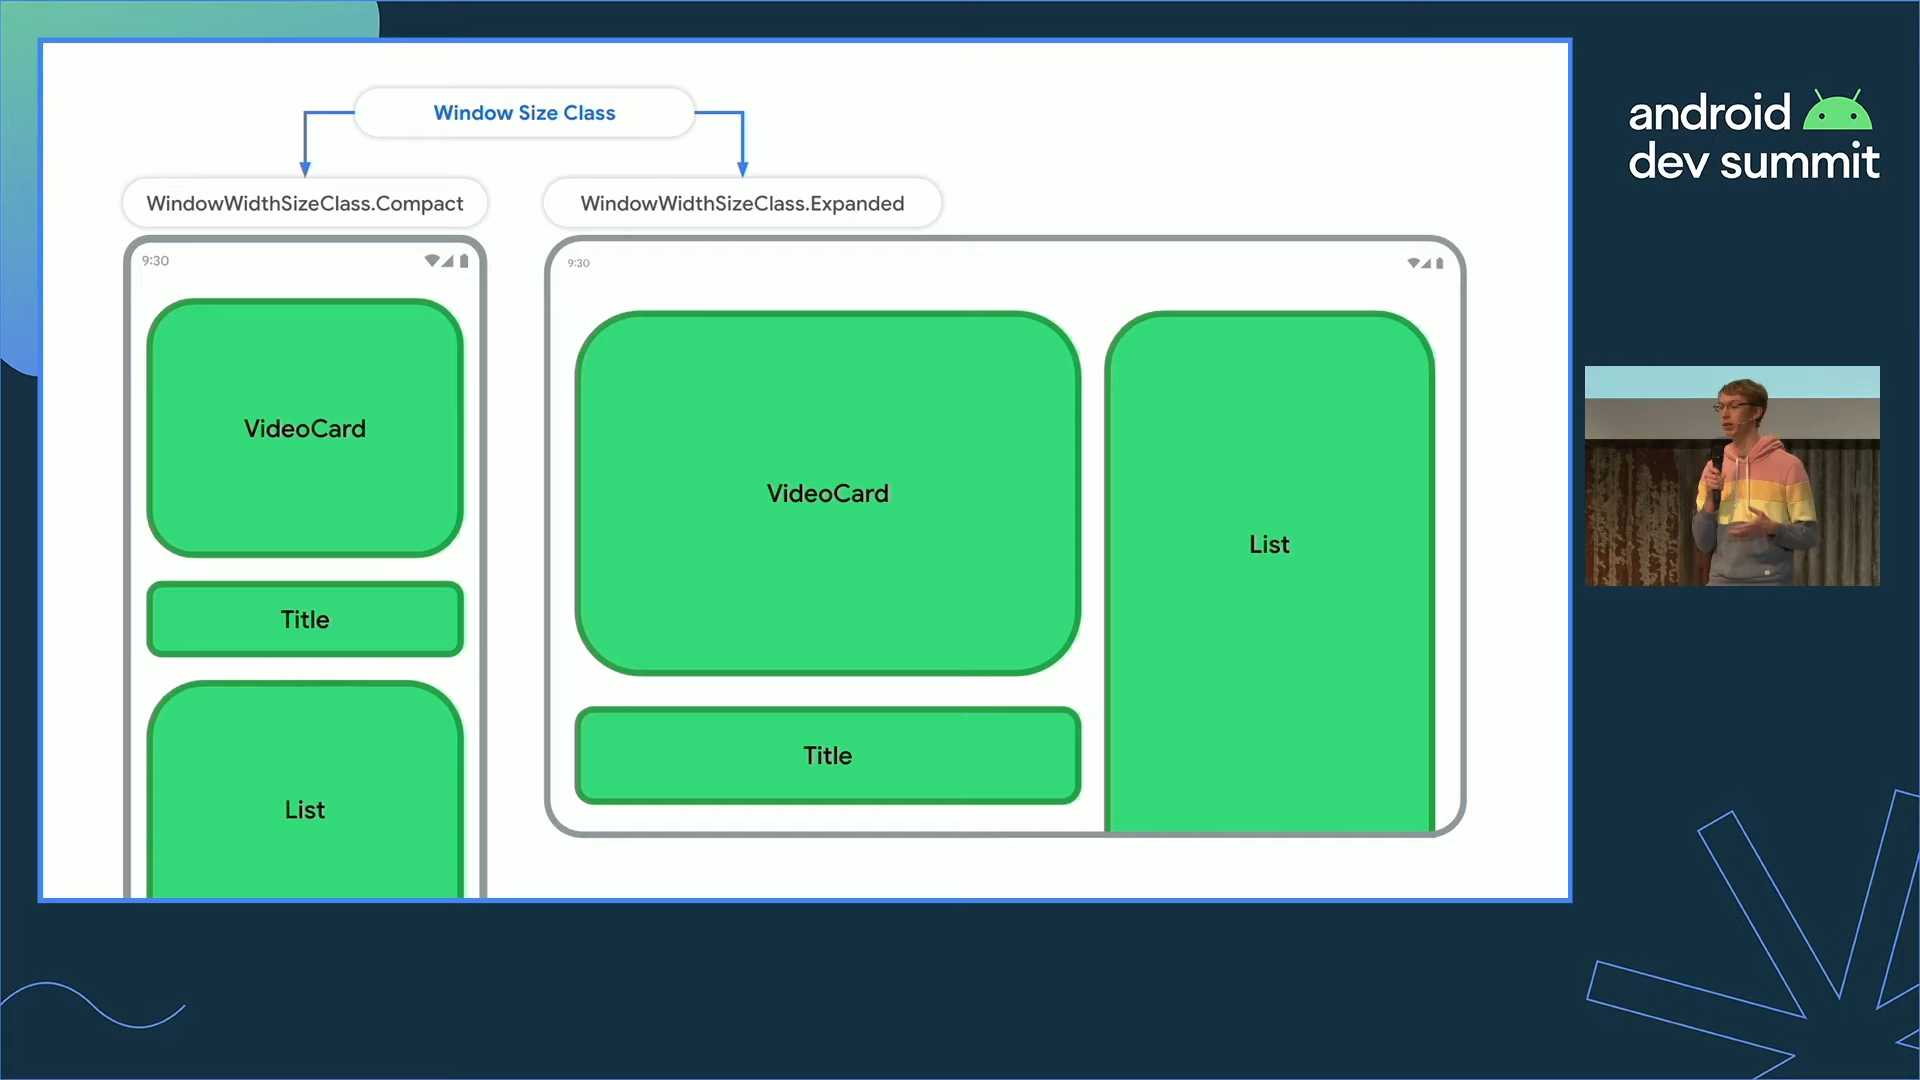 Window Size Class
WindowWidthSizeClass.Compact
WindowWidthSizeClass.Expanded
9:30
VideoCard
Title
List
9:30
VideoCard
Title
List
android
dev summit